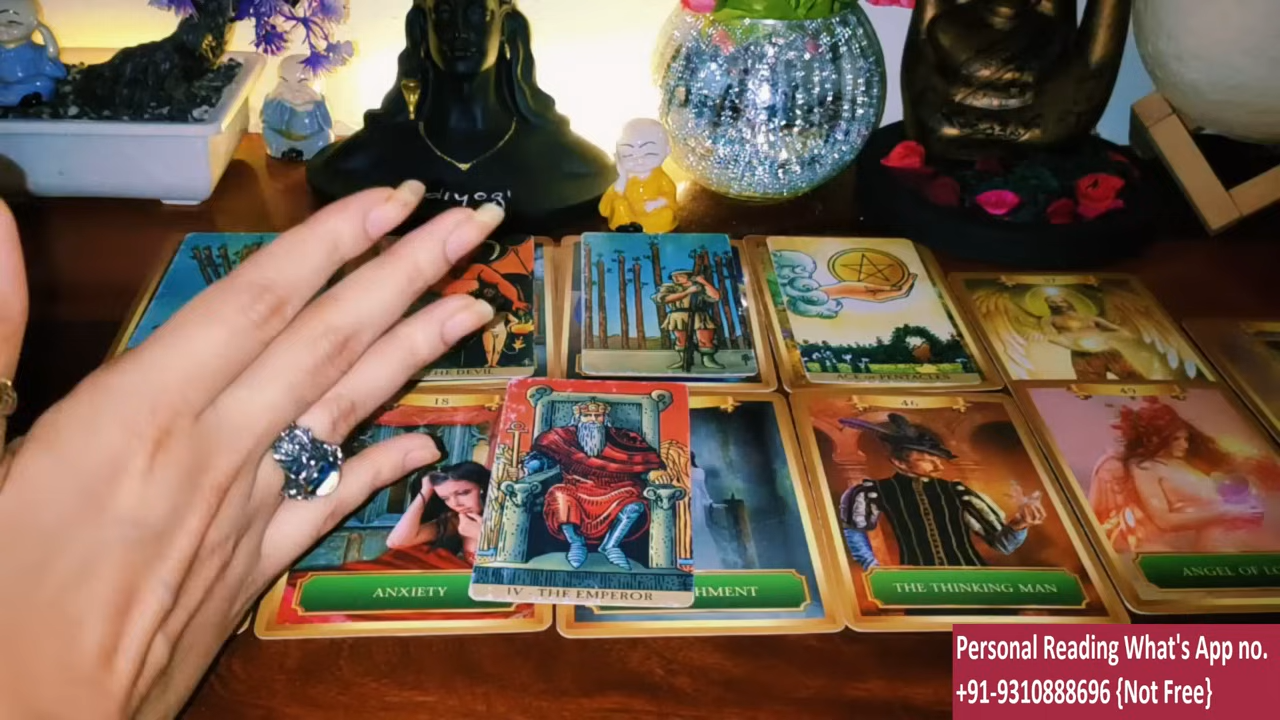 diyogi
THE DEVIL
ACE of PENTACLES
18
46
49
ANXIETY
IV - THE EMPEROR
HMENT
THE THINKING MAN
ANGEL OF LO
Personal Reading What's App no.
+91-9310888696 {Not Free}